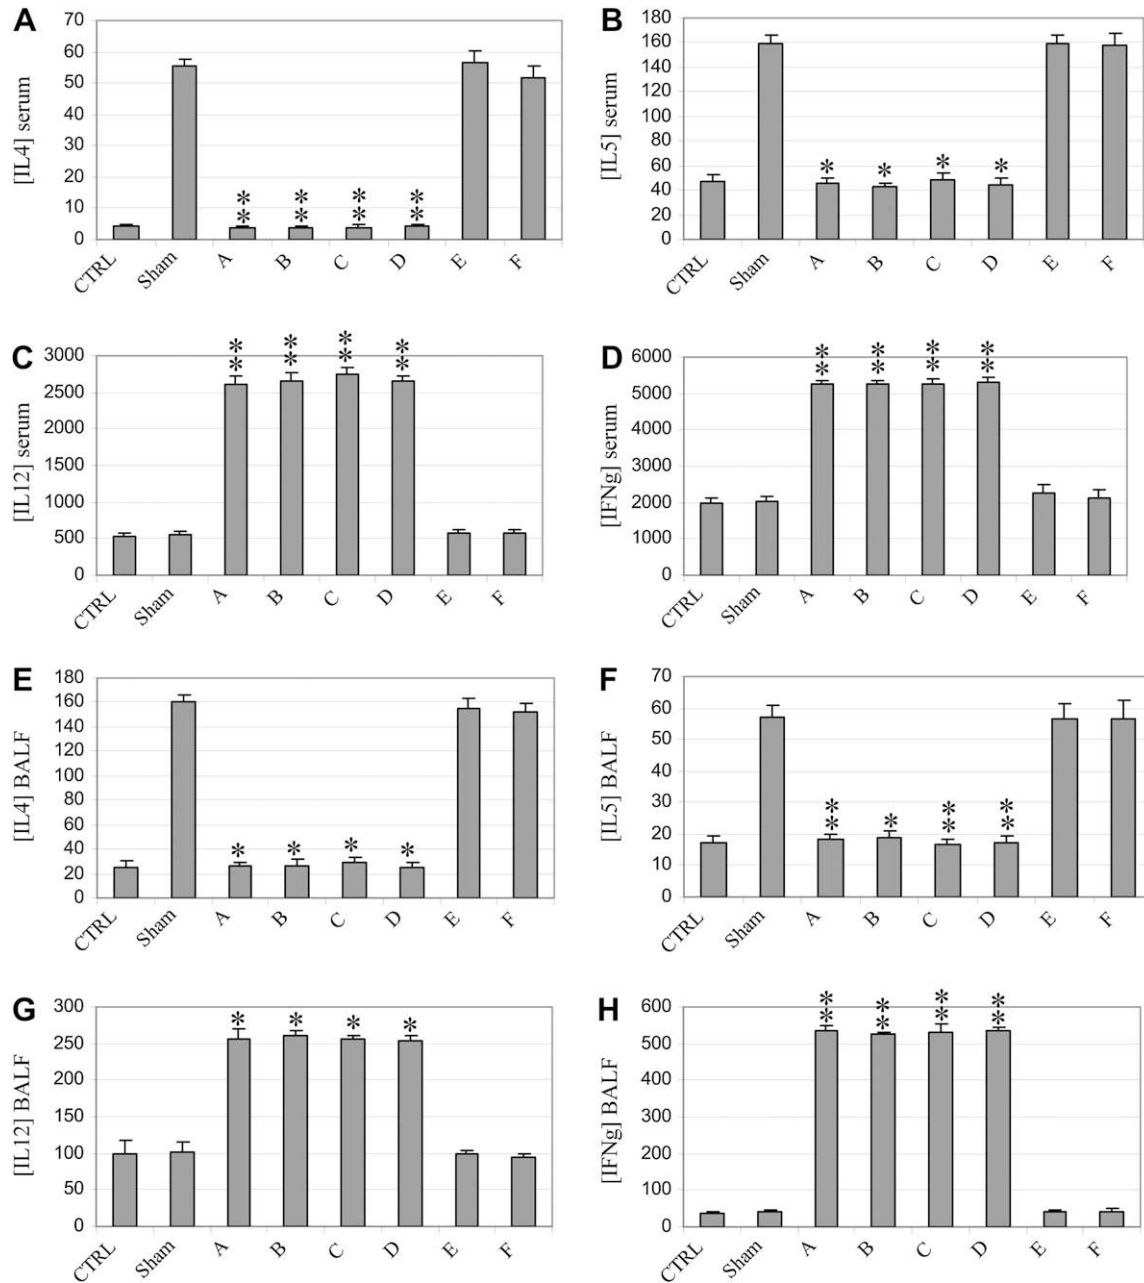 A
[IL4] serum
70
60
50
40
30
20
10
0
** ** ** **
CTRL Sham A B C D E F
B
[IL5] serum
180
160
140
120
100
80
60
40
20
0
* * * *
CTRL Sham A B C D E F
C
[IL12] serum
3000
2500
2000
1500
1000
500
0
** ** ** **
CTRL Sham A B C D E F
D
[IFNg] serum
6000
5000
4000
3000
2000
1000
0
** ** ** **
CTRL Sham A B C D E F
E
[IL4] BALF
180
160
140
120
100
80
60
40
20
0
* * * *
CTRL Sham A B C D E F
F
[IL5] BALF
70
60
50
40
30
20
10
0
** * ** **
CTRL Sham A B C D E F
G
[IL12] BALF
300
250
200
150
100
50
0
* * * *
CTRL Sham A B C D E F
H
[IFNg] BALF
600
500
400
300
200
100
0
** ** ** **
CTRL Sham A B C D E F